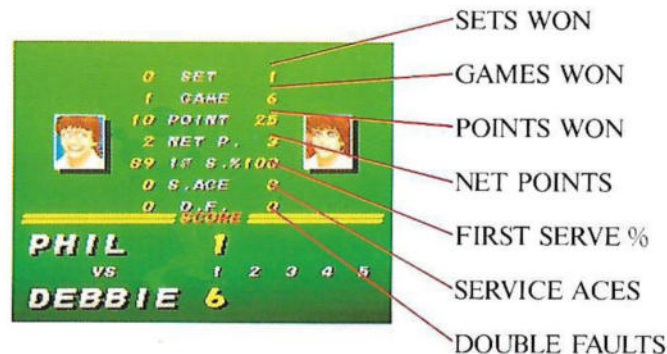 SETS WON
GAMES WON
POINTS WON
NET POINTS
FIRST SERVE %
SERVICE ACES
DOUBLE FAULTS
0 SET 1
1 GAME 6
10 POINT 25
2 NET P. 3
89 1st S.% 100
0 S.ACE 0
0 D.F. 0
SCORE
PHIL 1
VS 1 2 3 4 5
DEBBIE 6